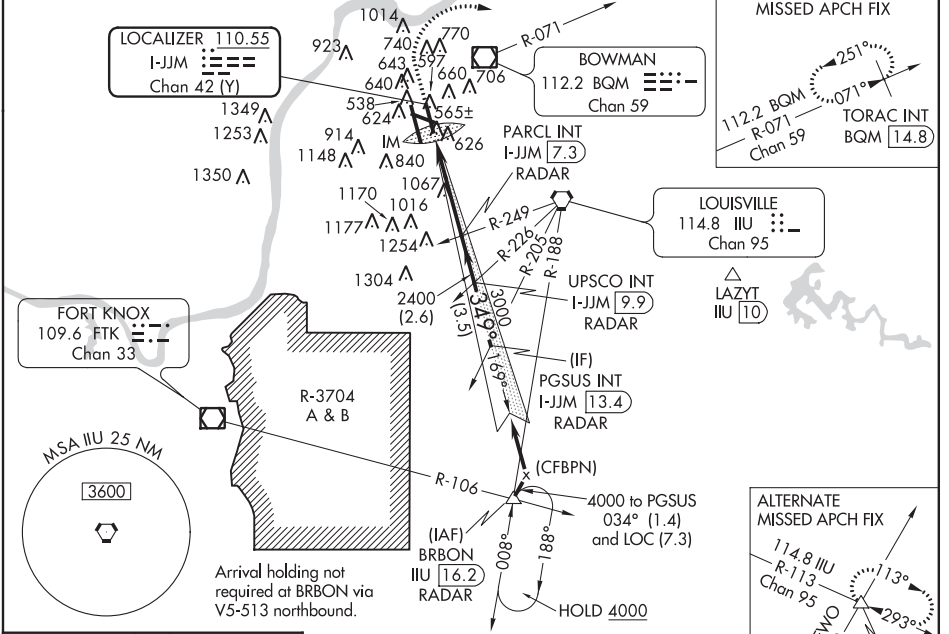 1014
770
740
923
643
597
640
660
706
538
624
565±
626
IM
914
1148
840
1349
1253
1350
1067
1170
1016
1177
1254
1304
LOCALIZER 110.55
I-JJM
Chan 42 (Y)
R-071
BOWMAN
112.2 BQM
Chan 59
MISSED APCH FIX
251°
071°
112.2 BQM
R-071
Chan 59
TORAC INT
BQM 14.8
PARCL INT
I-JJM 7.3
RADAR
R-249
R-226
R-205
R-188
LOUISVILLE
114.8 IIU
Chan 95
LAZYT
IIU 10
UPSCO INT
I-JJM 9.9
RADAR
2400
(2.6)
3000
(3.5)
349°
169°
(IF)
PGSUS INT
I-JJM 13.4
RADAR
FORT KNOX
109.6 FTK
Chan 33
R-3704
A & B
MSA IIU 25 NM
3600
R-106
(CFBPN)
4000 to PGSUS
034° (1.4)
and LOC (7.3)
(IAF)
BRBON
IIU 16.2
RADAR
008°
188°
HOLD 4000
Arrival holding not
required at BRBON via
V5-513 northbound.
ALTERNATE
MISSED APCH FIX
114.8 IIU
R-113
Chan 95
113°
293°